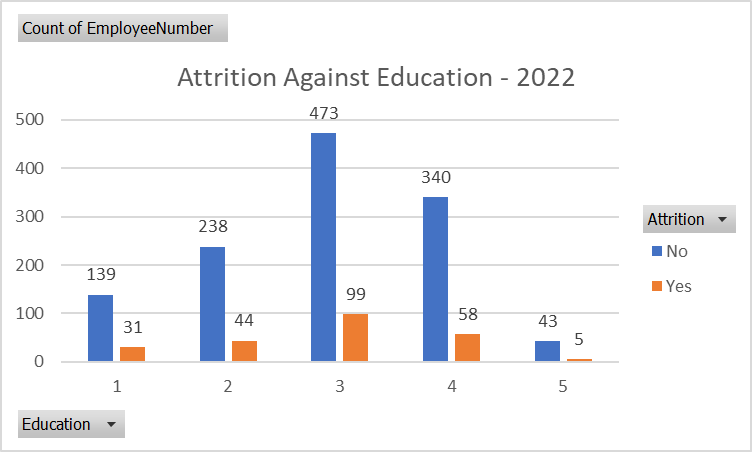 Count of EmployeeNumber
Attrition Against Education - 2022
500
400
300
200
100
0
139
31
238
44
473
99
340
58
43
5
1 2 3 4 5
Attrition
No
Yes
Education